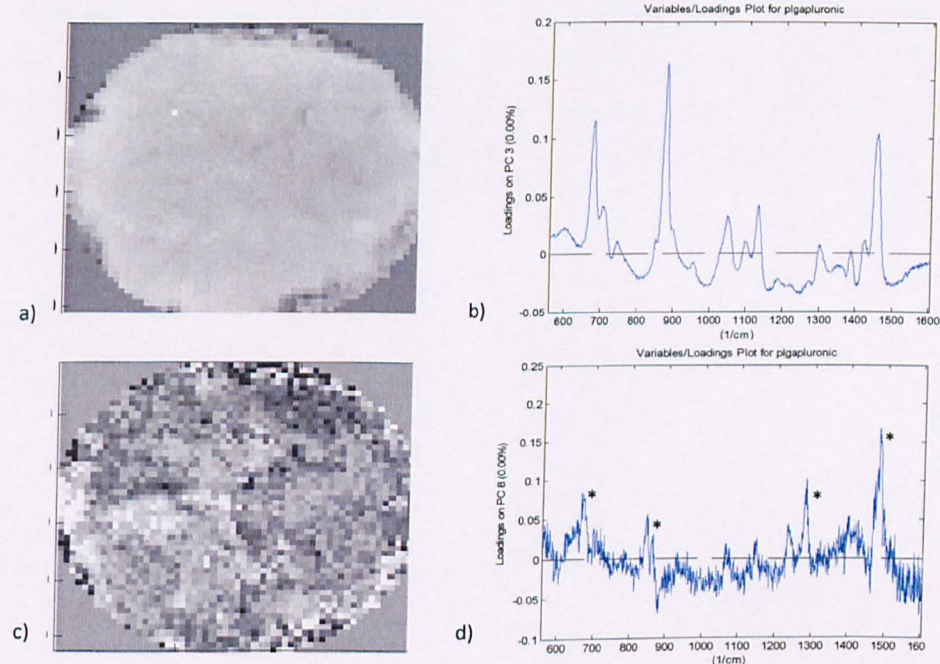 a)
Variables/Loadings Plot for plgapluronic
Loadings on PC 3 (0.00%)
0.2
0.15
0.1
0.05
0
-0.05
600 700 800 900 1000 1100 1200 1300 1400 1500 1600
(1/cm)
b)
c)
Variables/Loadings Plot for plgapluronic
Loadings on PC 8 (0.00%)
0.25
0.2
0.15
0.1
0.05
0
-0.05
-0.1
600 700 800 900 1000 1100 1200 1300 1400 1500
(1/cm)
*
*
*
*
d)